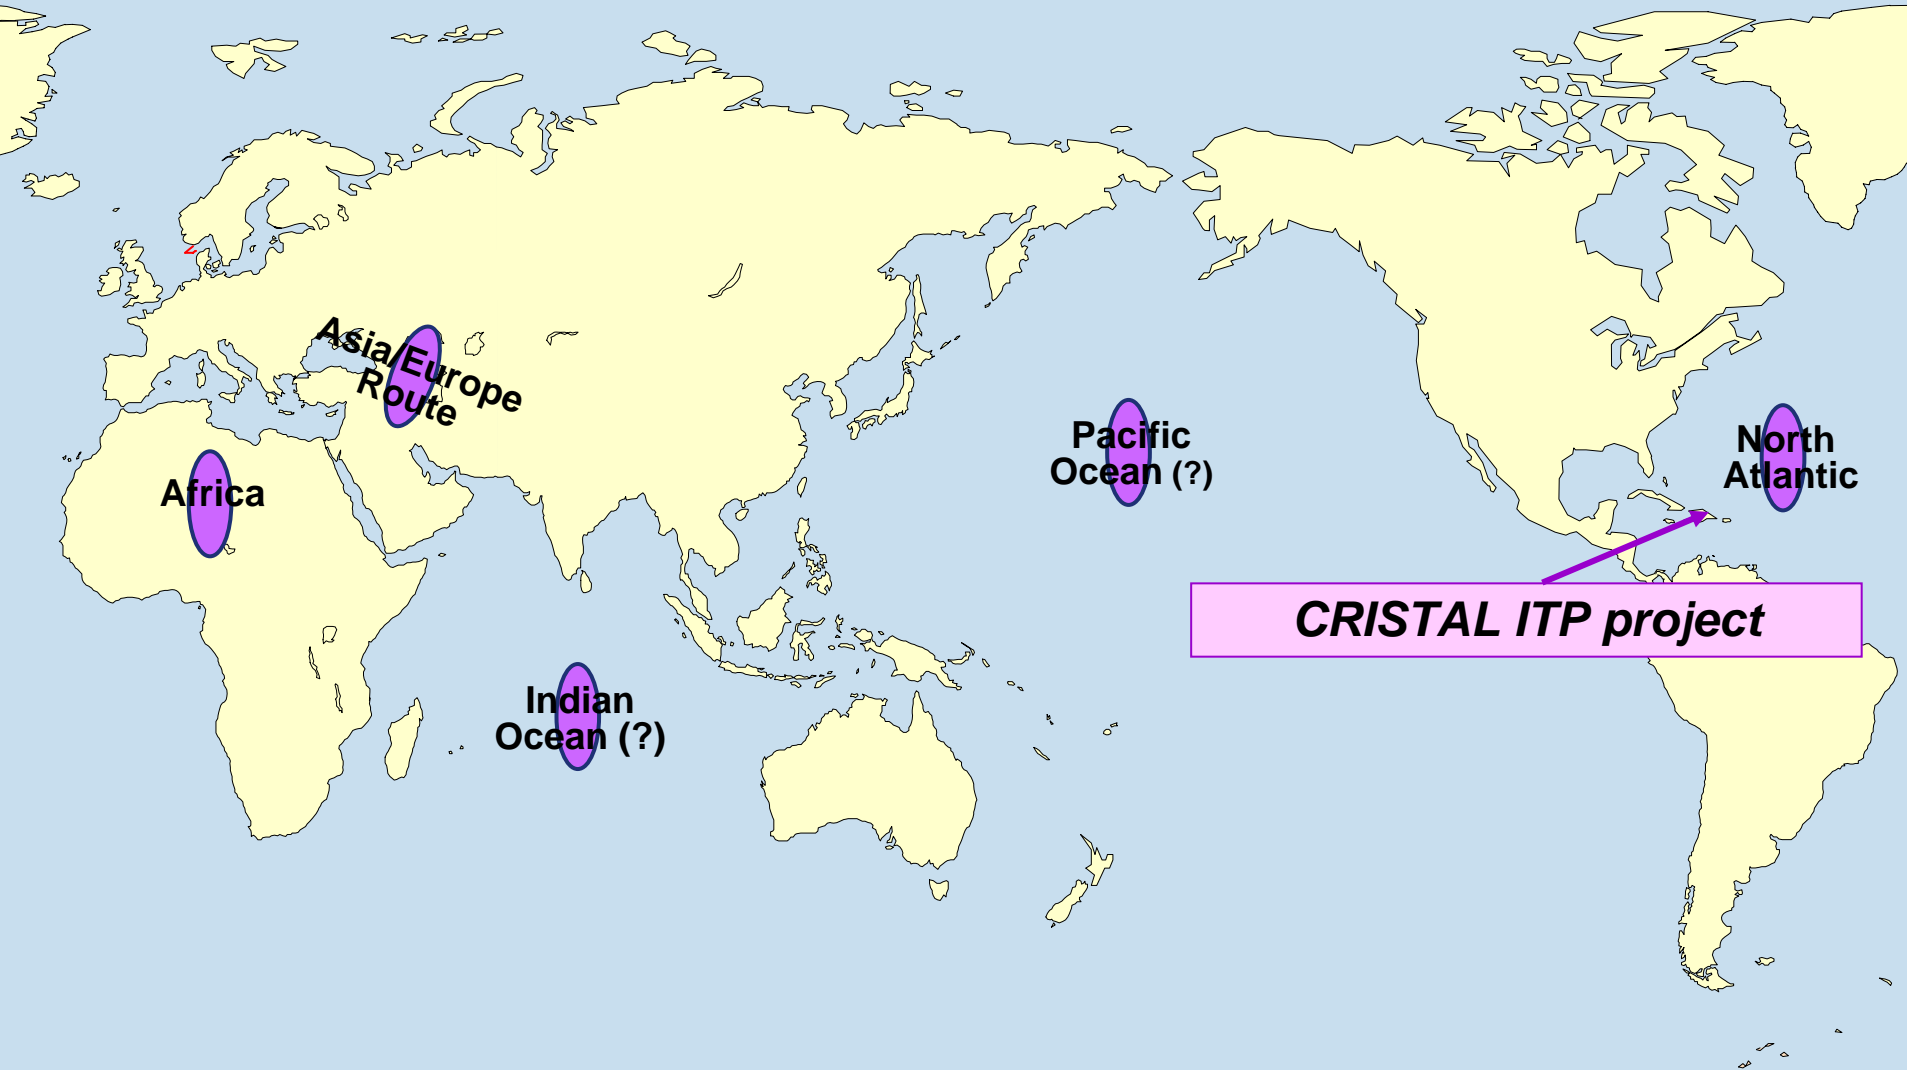 Asia/Europe
Route
Pacific
Ocean (?)
North
Atlantic
Africa
CRISTAL ITP project
Indian
Ocean (?)